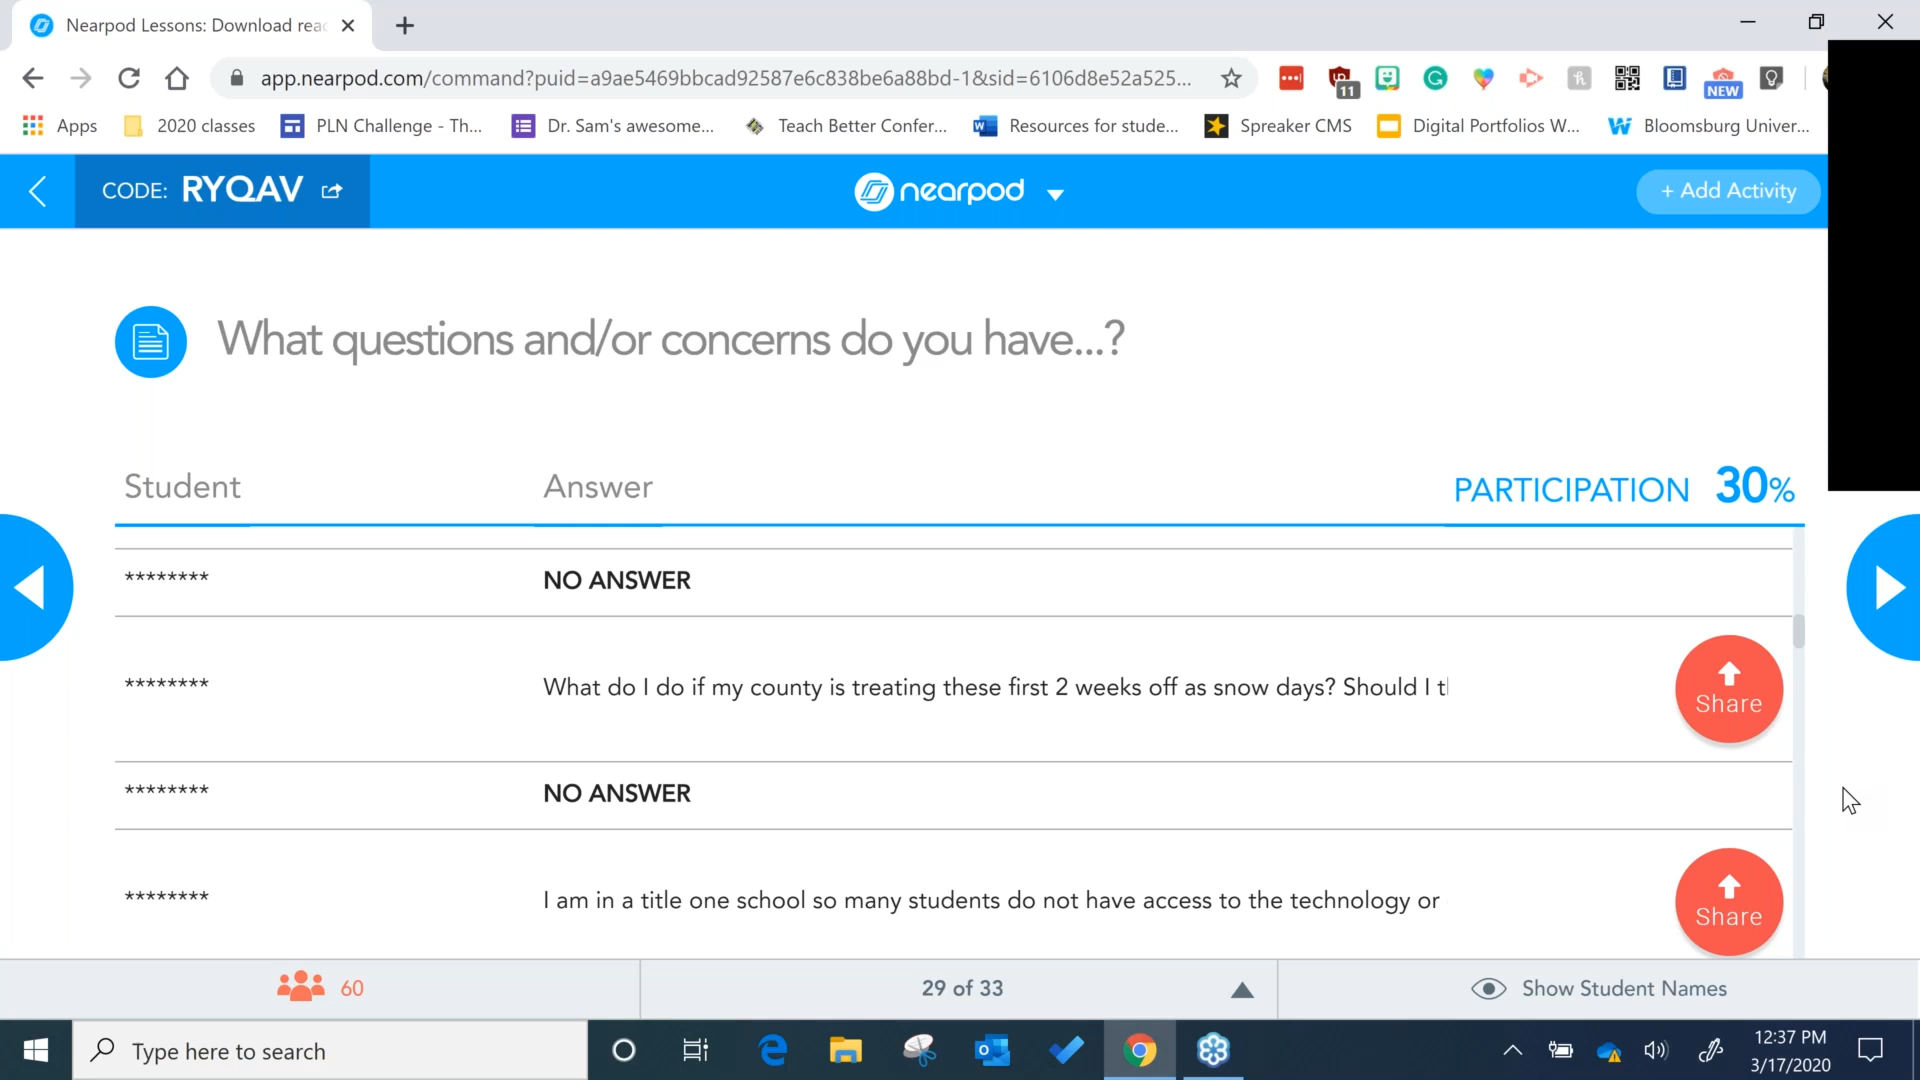 Nearpod Lessons: Download rea
app.nearpod.com/command?puid=a9ae5469bbcad92587e6c838be6a88bd-1&sid=6106d8e52a525...
11
NEW
Apps
2020 classes
PLN Challenge - Th...
Dr. Sam's awesome...
Teach Better Confer...
Resources for stude...
Spreaker CMS
Digital Portfolios W...
Bloomsburg Univer...
CODE: RYQAV
nearpod
+ Add Activity
What questions and/or concerns do you have...?
Student
Answer
PARTICIPATION 30%
********
NO ANSWER
********
What do I do if my county is treating these first 2 weeks off as snow days? Should I t
Share
********
NO ANSWER
********
I am in a title one school so many students do not have access to the technology or
Share
60
29 of 33
Show Student Names
Type here to search
12:37 PM
3/17/2020